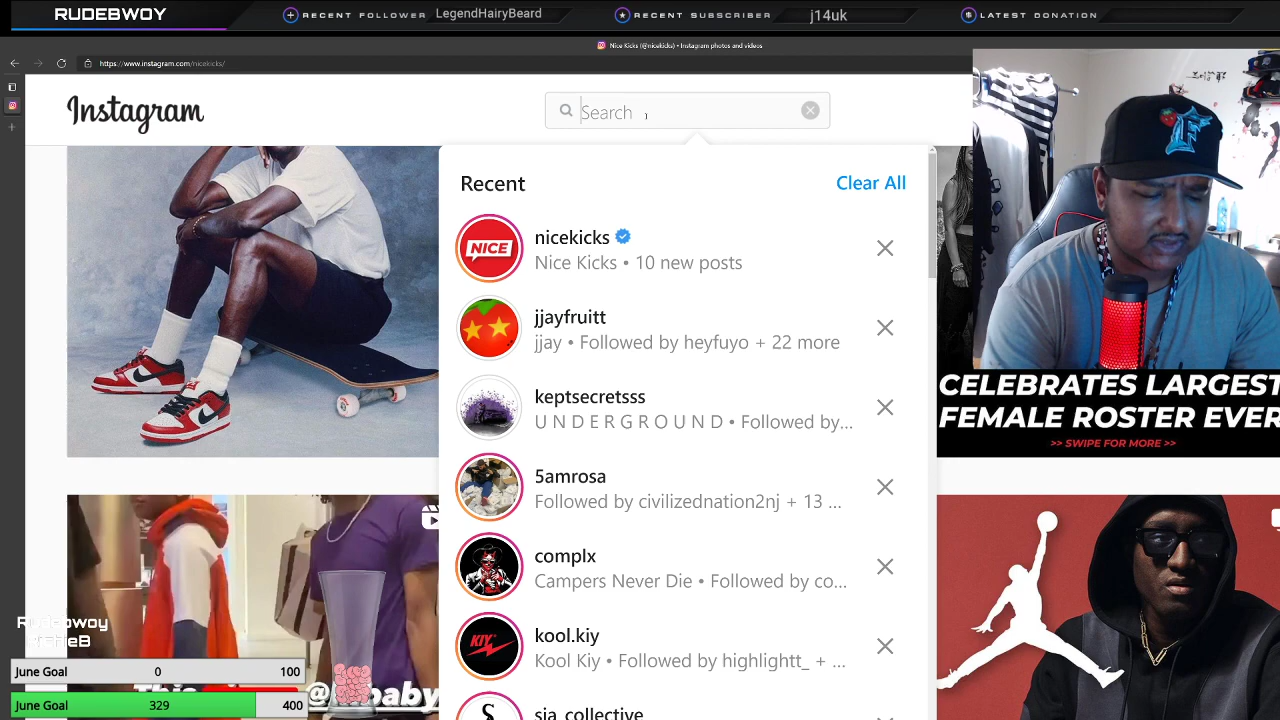 RUDEBWOY
RECENT FOLLOWER
LegendHairyBeard
RECENT SUBSCRIBER
j14uk
LATEST DONATION
Nice Kicks (@nicekicks) • Instagram photos and videos
https://www.instagram.com/nicekicks/
Instagram
Search
Recent
Clear All
NICE
nicekicks
Nice Kicks • 10 new posts
jjayfruitt
jjay • Followed by heyfuyo + 22 more
keptsecretsss
U N D E R G R O U N D • Followed by...
5amrosa
Followed by civilizednation2nj + 13 ...
complx
Campers Never Die • Followed by co...
KIY
kool.kiy
Kool Kiy • Followed by highlightt_ + ...
sia_collective
CELEBRATES LARGEST
FEMALE ROSTER EVER
>> SWIPE FOR MORE >>
Rudebwoy
June Goal 0 100
June Goal 329 400